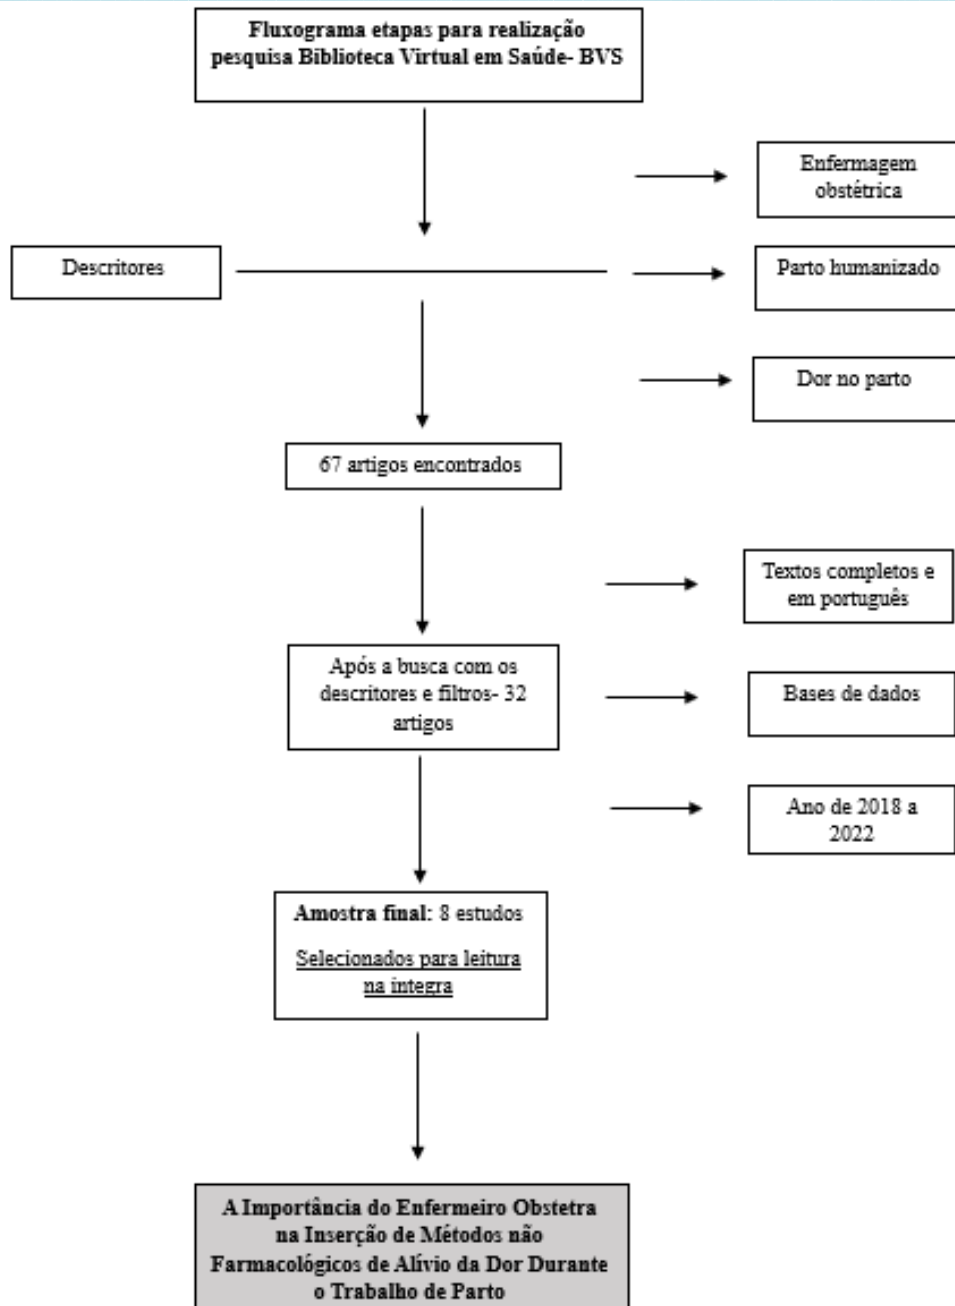 Fluxograma etapas para realização
pesquisa Biblioteca Virtual em Saúde- BVS
Enfermagem
obstétrica
Descritores
Parto humanizado
Dor no parto
67 artigos encontrados
Textos completos e
em português
Após a busca com os
descritores e filtros- 32
artigos
Bases de dados
Ano de 2018 a
2022
Amostra final: 8 estudos
Selecionados para leitura
na integra
A Importância do Enfermeiro Obstetra
na Inserção de Métodos não
Farmacológicos de Alívio da Dor Durante
o Trabalho de Parto